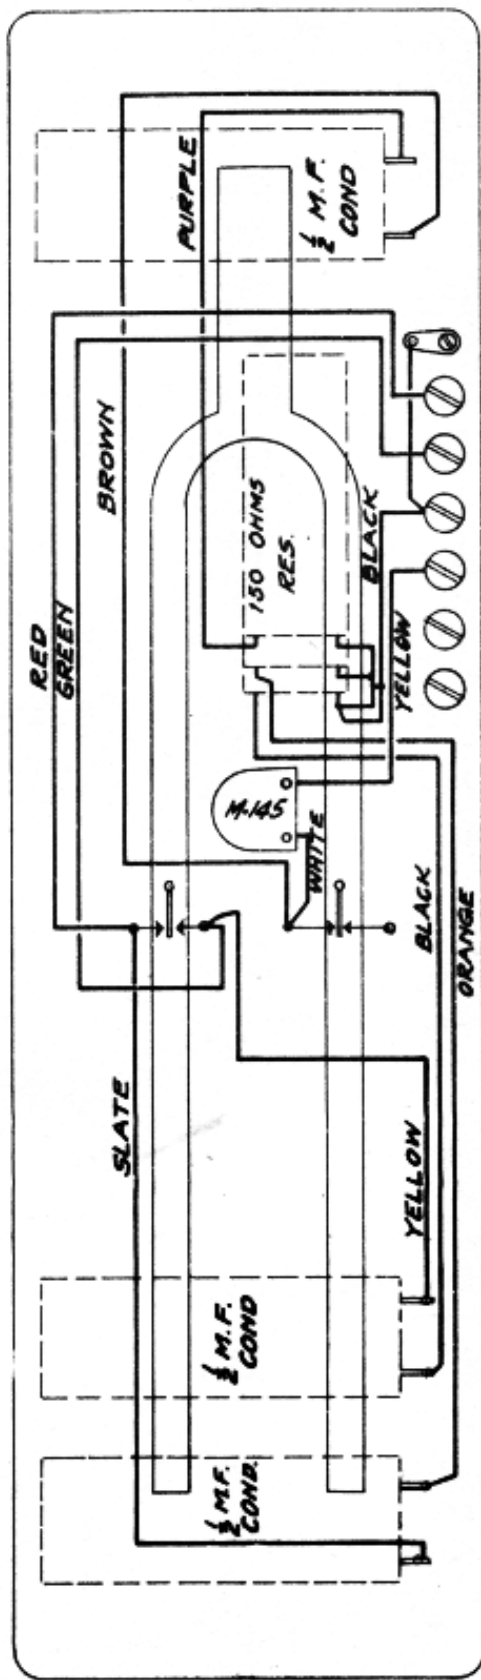 PURPLE
½ M.F.
COND
BROWN
RED
GREEN
150 OHMS
RES.
BLACK
YELLOW
M-145
WHITE
BLACK
ORANGE
SLATE
YELLOW
½ M.F.
COND
½ M.F.
COND.